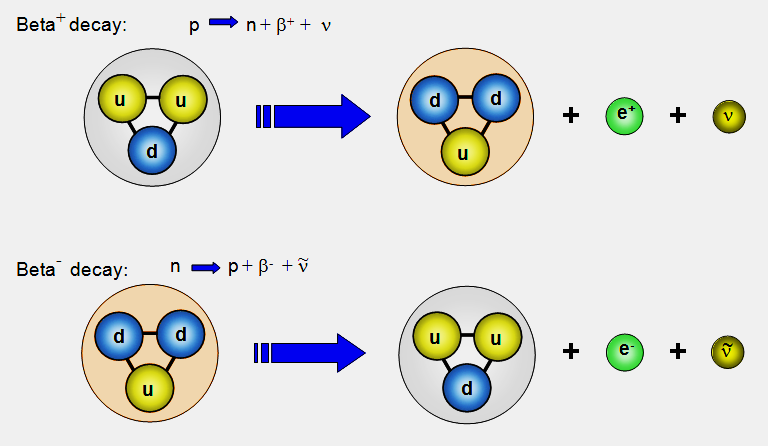 Beta⁺ decay: p n + β⁺ + ν
u u d d
d u
+ e⁺ + ν
Beta⁻ decay: n p + β⁻ + ν̃
d d u u
u d
+ e⁻ + ν̃